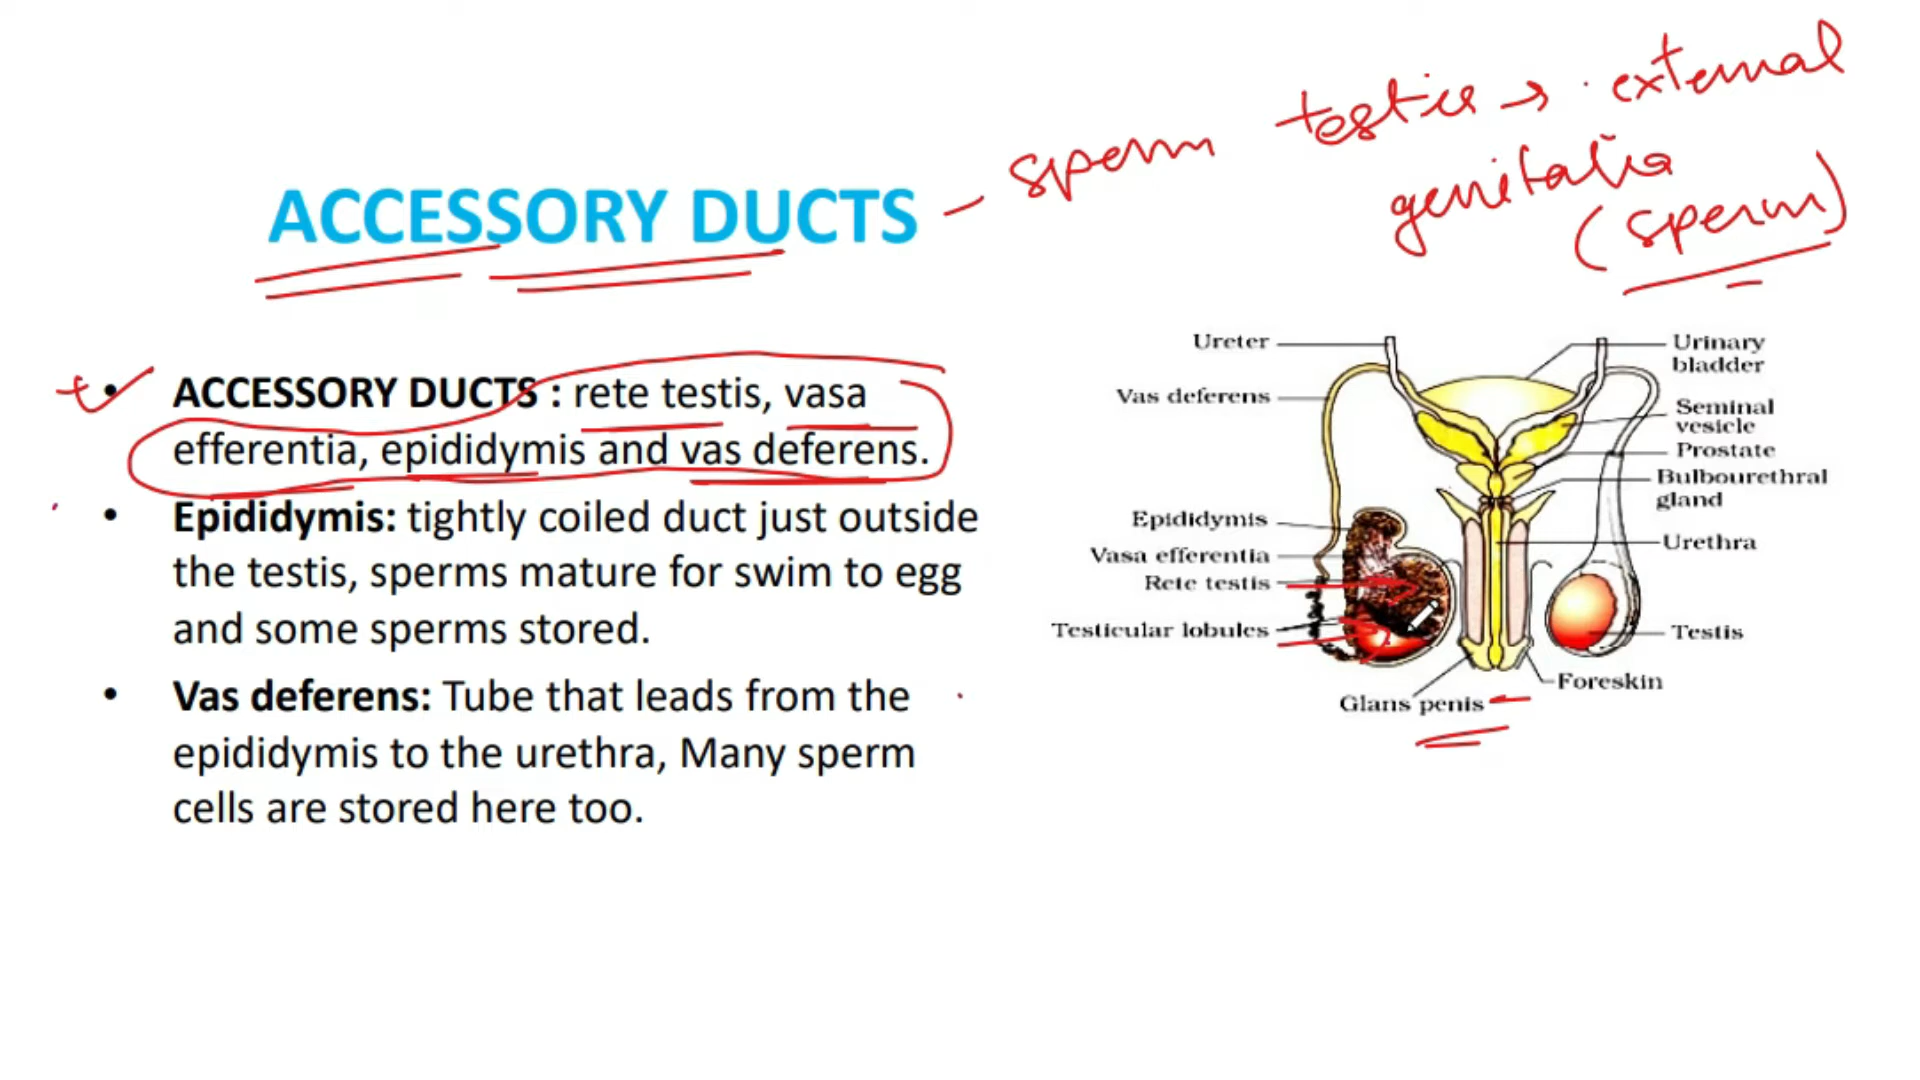 sperm testis → external
genitalia
(sperm)
ACCESSORY DUCTS -
• ACCESSORY DUCTS : rete testis, vasa
efferentia, epididymis and vas deferens.
• Epididymis: tightly coiled duct just outside
the testis, sperms mature for swim to egg
and some sperms stored.
• Vas deferens: Tube that leads from the
epididymis to the urethra, Many sperm
cells are stored here too.
Ureter
Vas deferens
Epididymis
Vasa efferentia
Rete testis
Testicular lobules
Glans penis
Urinary
bladder
Seminal
vesicle
Prostate
Bulbourethral
gland
Urethra
Testis
Foreskin